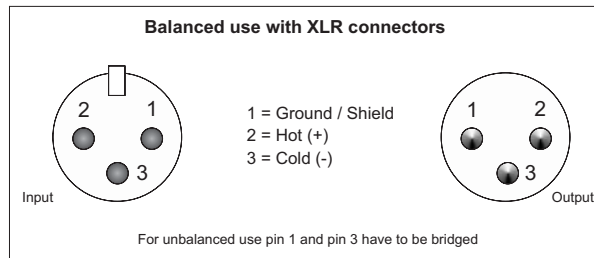 Balanced use with XLR connectors
2 1
3
Input
1 = Ground / Shield
2 = Hot (+)
3 = Cold (-)
1 2
3
Output
For unbalanced use pin 1 and pin 3 have to be bridged